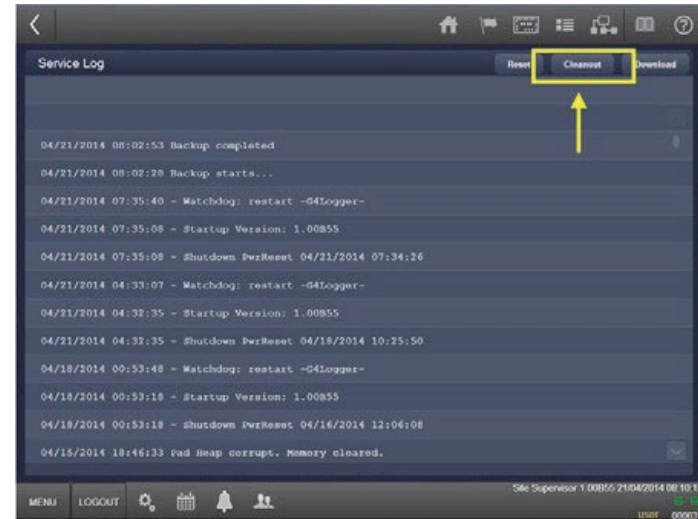 Service Log
Reset Cleanout Download
04/21/2014 08:02:53 Backup completed
04/21/2014 08:02:28 Backup starts...
04/21/2014 07:35:40 - Watchdog: restart -G4Logger-
04/21/2014 07:35:08 - Startup Version: 1.00B55
04/21/2014 07:35:08 - Shutdown PwrReset 04/21/2014 07:34:26
04/21/2014 04:33:07 - Watchdog: restart -G4Logger-
04/21/2014 04:32:35 - Startup Version: 1.00B55
04/21/2014 04:32:35 - Shutdown PwrReset 04/18/2014 10:25:50
04/18/2014 00:53:48 - Watchdog: restart -G4Logger-
04/18/2014 00:53:18 - Startup Version: 1.00B55
04/18/2014 00:53:18 - Shutdown PwrReset 04/16/2014 12:06:08
04/15/2014 18:46:33 Pad Heap corrupt. Memory cleared.
Site Supervisor 1.00B55 21/04/2014 08:10:1
MENU LOGOUT
USER 00063